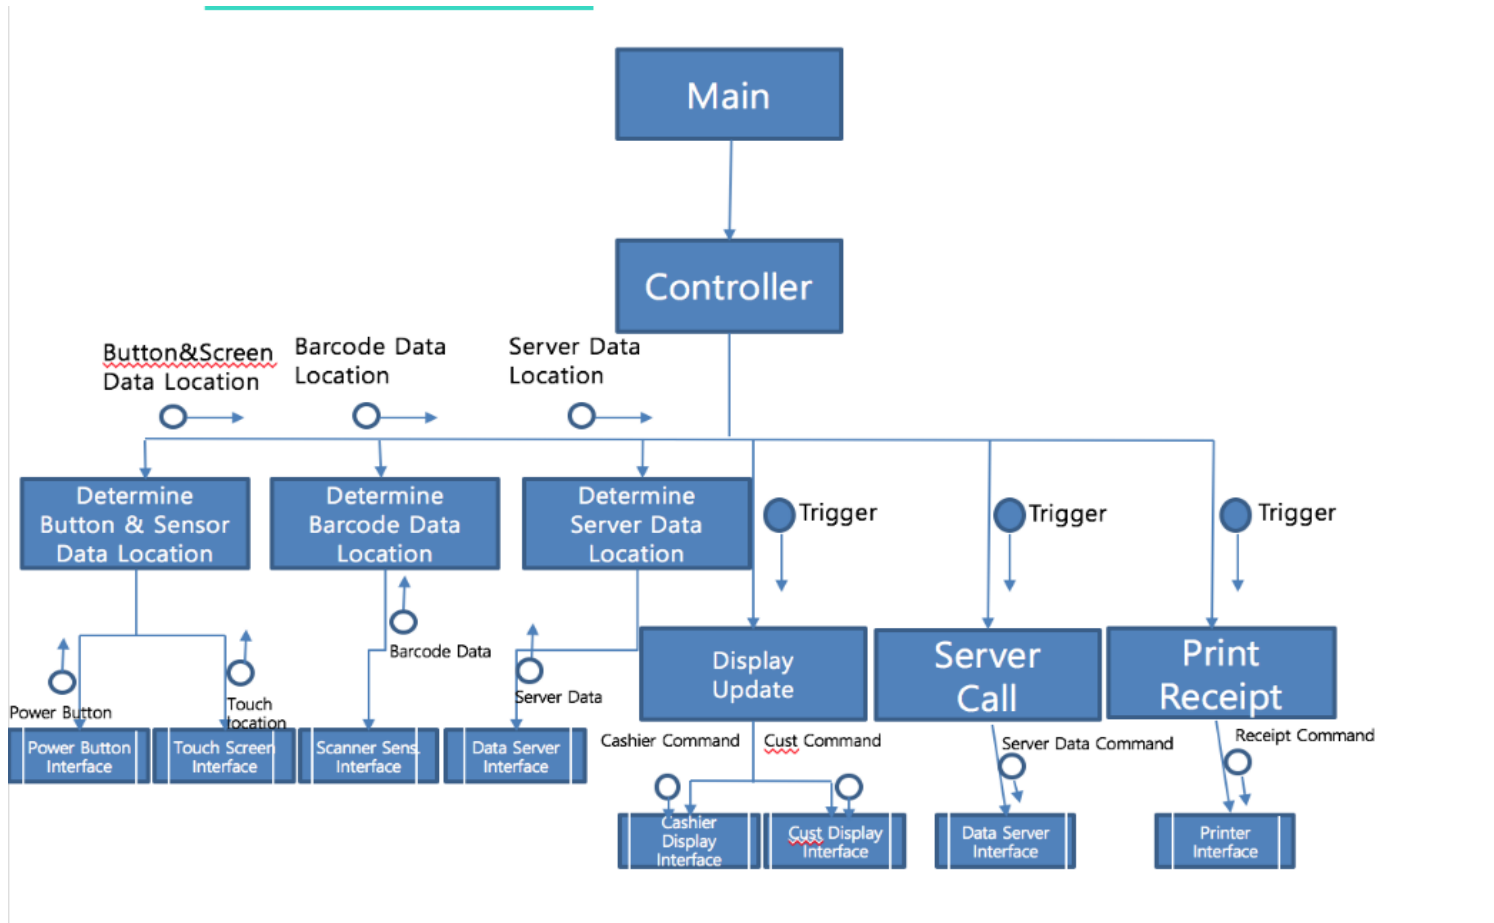 Main
Controller
Button&Screen
Data Location
Barcode Data
Location
Server Data
Location
Determine
Button & Sensor
Data Location
Determine
Barcode Data
Location
Determine
Server Data
Location
Trigger
Trigger
Trigger
Barcode Data
Power Button
Touch
location
Server Data
Display
Update
Server
Call
Print
Receipt
Power Button
Interface
Touch Screen
Interface
Scanner Sens.
Interface
Data Server
Interface
Cashier Command
Cust Command
Server Data Command
Receipt Command
Cashier
Display
Interface
Cust Display
Interface
Data Server
Interface
Printer
Interface